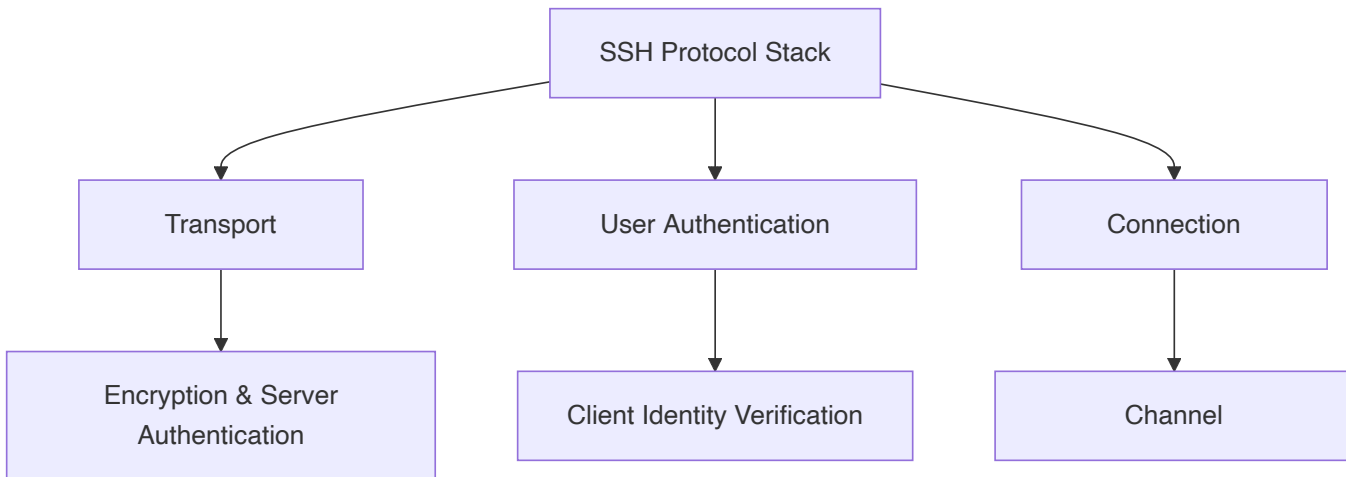 SSH Protocol Stack
Transport
User Authentication
Connection
Encryption & Server
Authentication
Client Identity Verification
Channel